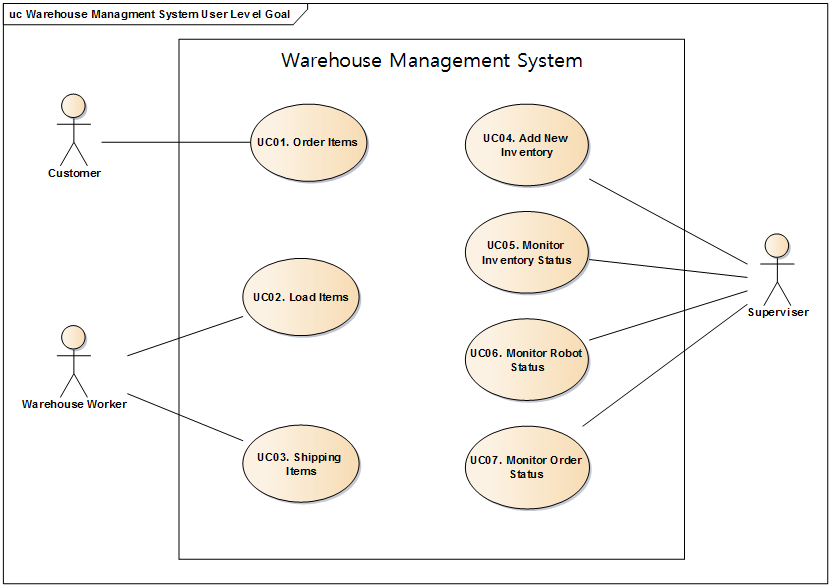 uc Warehouse Managment System User Level Goal
Warehouse Management System
Customer
UC01. Order Items
UC04. Add New
Inventory
UC05. Monitor
Inventory Status
Superviser
UC02. Load Items
Warehouse Worker
UC06. Monitor Robot
Status
UC03. Shipping
Items
UC07. Monitor Order
Status